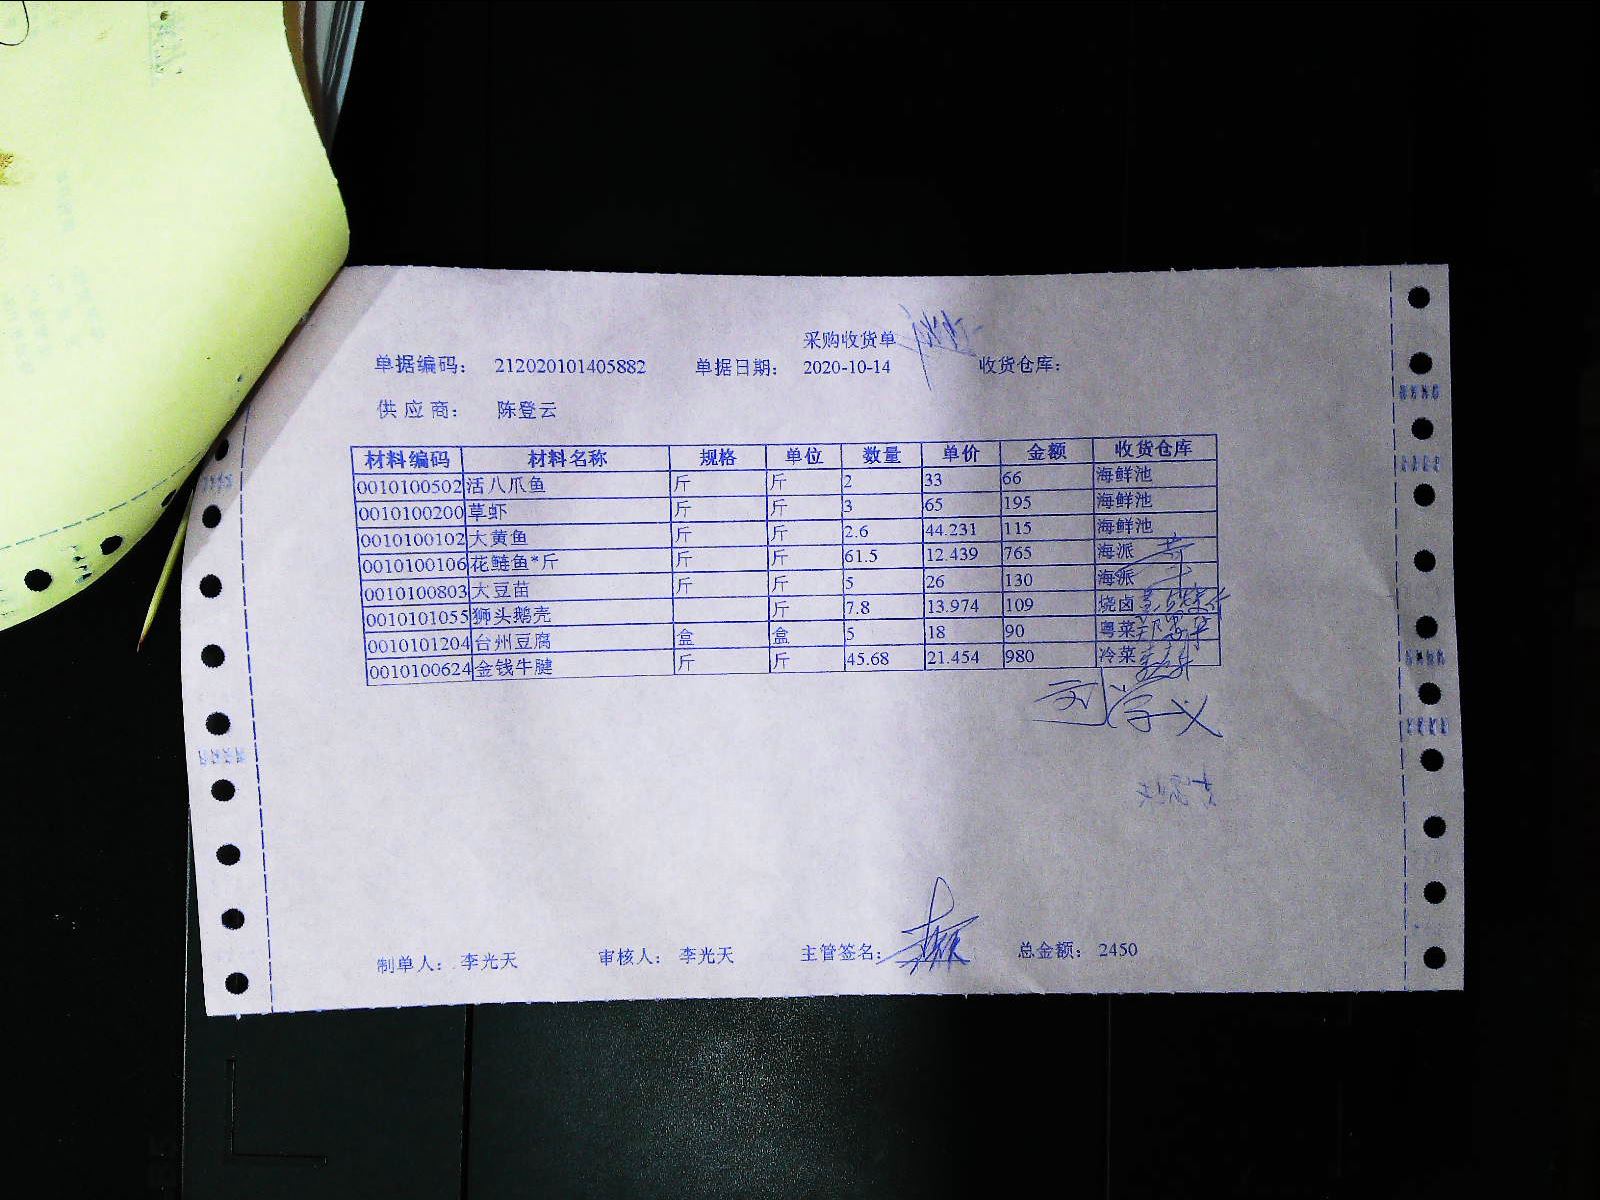 采购收货单
单据编码： 212020101405882 单据日期： 2020-10-14 收货仓库：
供应商： 陈登云
材料编码 材料名称 规格 单位 数量 单价 金额 收货仓库
0010100502 活八爪鱼 斤 斤 2 33 66 海鲜池
0010100200 草虾 斤 斤 3 65 195 海鲜池
0010100102 大黄鱼 斤 斤 2.6 44.231 115 海鲜池
0010100106 花鲢鱼*斤 斤 斤 61.5 12.439 765 海派
0010100803 大豆苗 斤 斤 5 26 130 海派
0010101055 狮头鹅壳 斤 7.8 13.974 109 烧卤
0010101204 台州豆腐 盒 盒 5 18 90 粤菜
0010100624 金钱牛腱 斤 斤 45.68 21.454 980 冷菜
刘学义
制单人： 李光天 审核人： 李光天 主管签名： 总金额： 2450